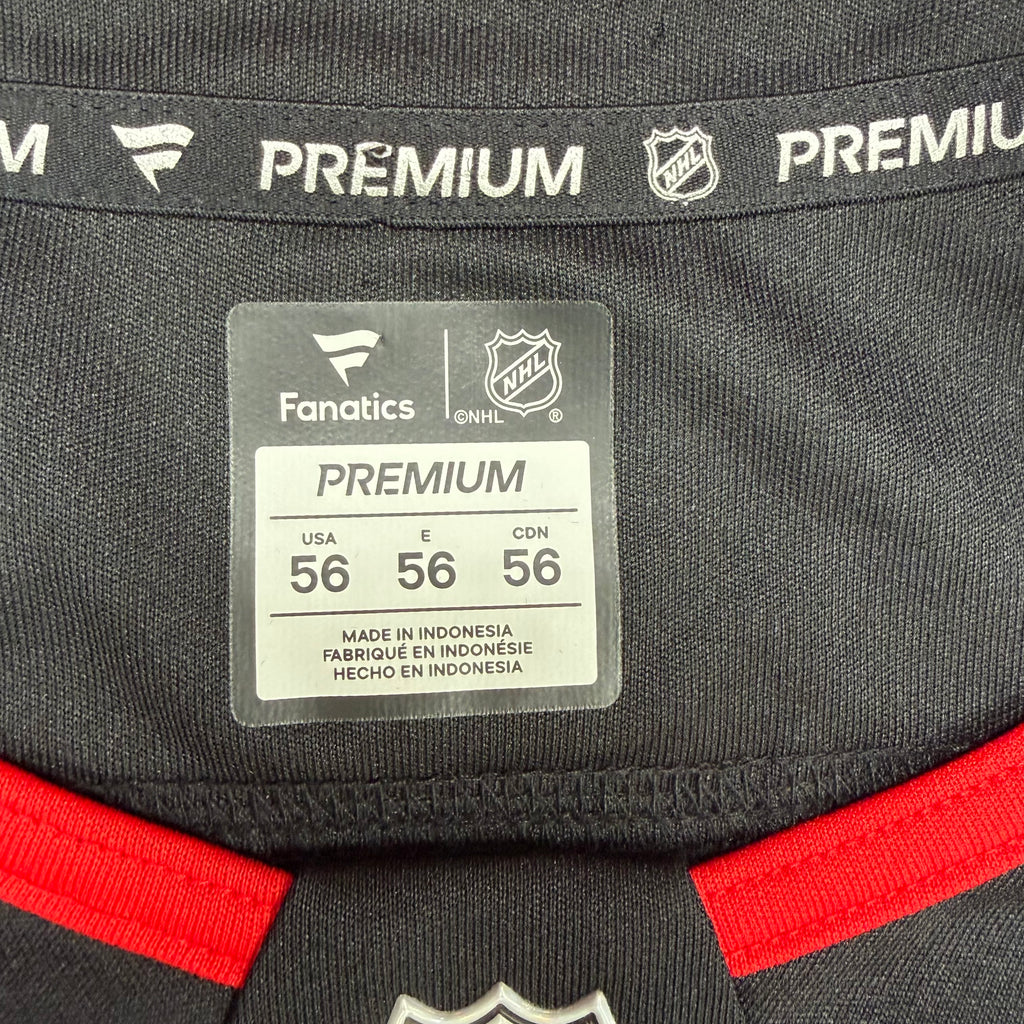 M PREMIUM NHL PREMIU
Fanatics NHL
©NHL ®
PREMIUM
USA E CDN
56 56 56
MADE IN INDONESIA
FABRIQUÉ EN INDONÉSIE
HECHO EN INDONESIA